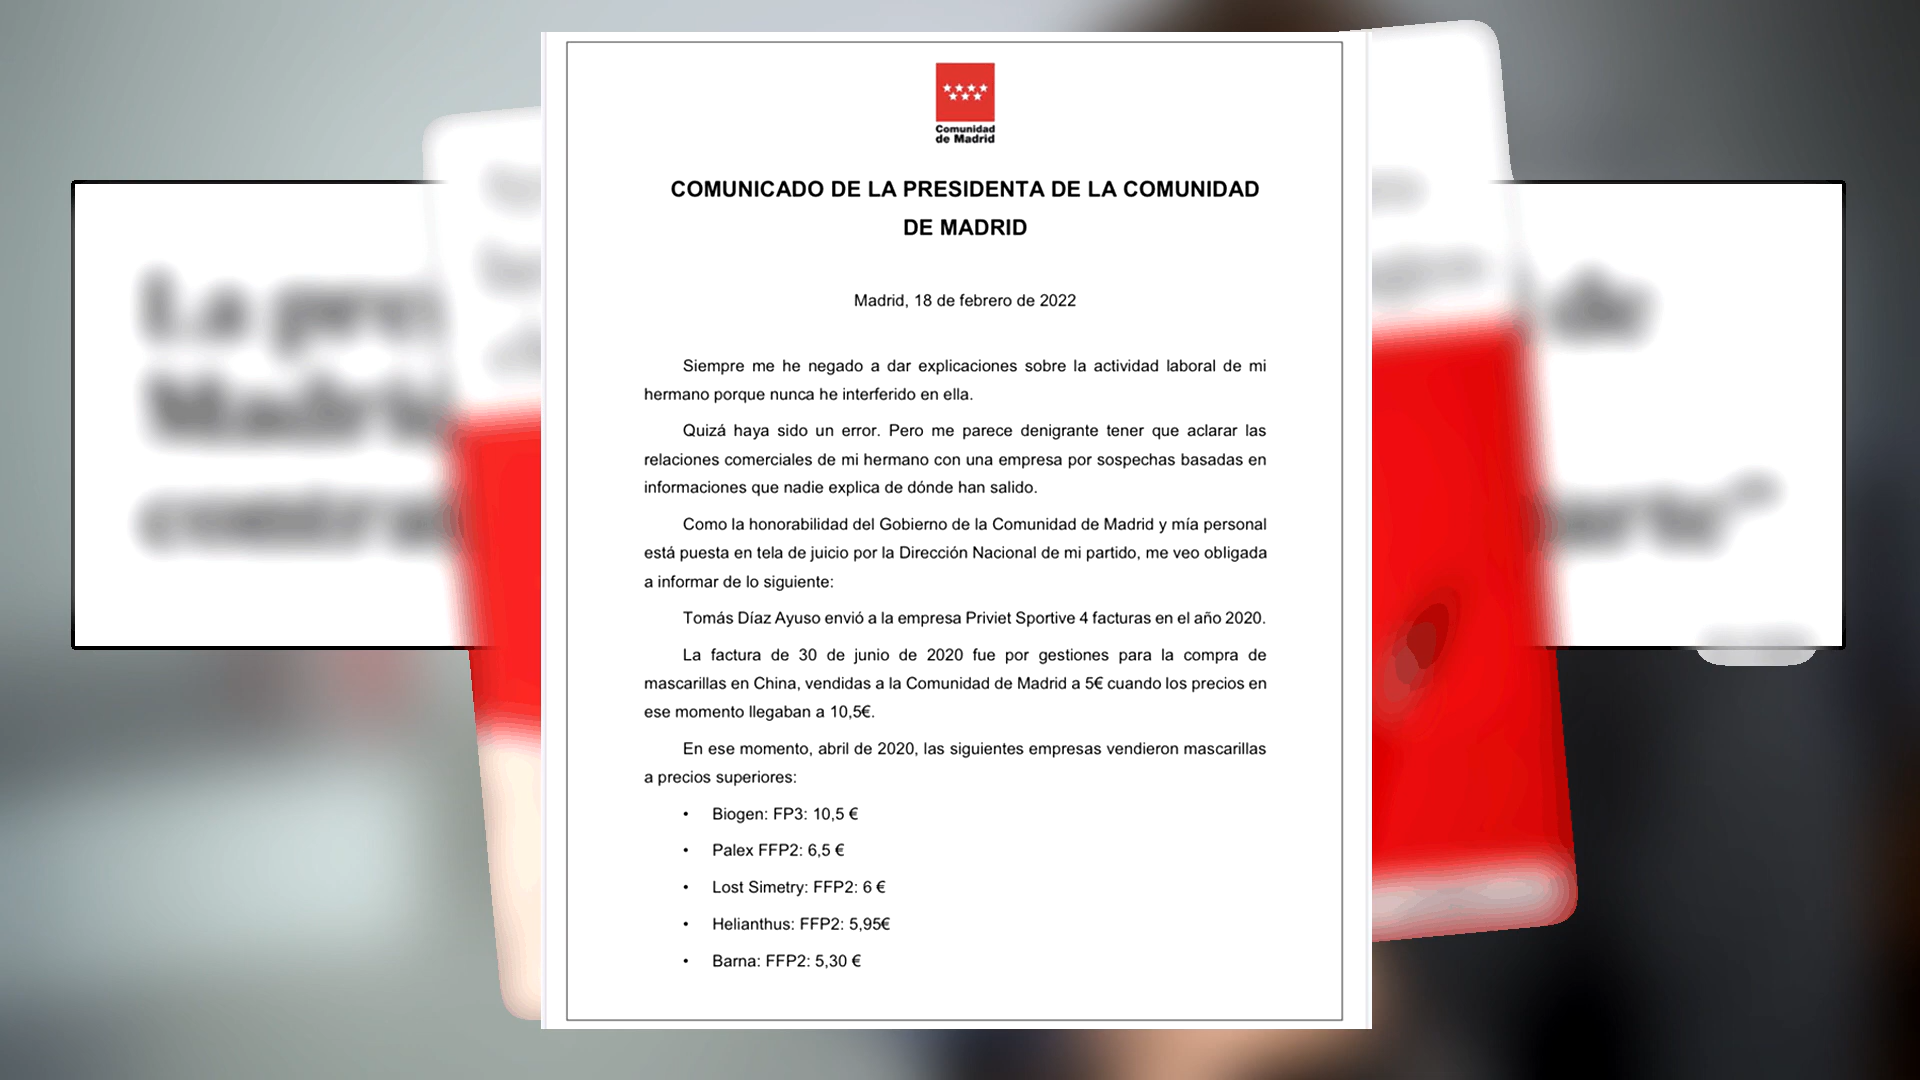 Comunidad
de Madrid
COMUNICADO DE LA PRESIDENTA DE LA COMUNIDAD
DE MADRID
Madrid, 18 de febrero de 2022
Siempre me he negado a dar explicaciones sobre la actividad laboral de mi
hermano porque nunca he interferido en ella.
Quizá haya sido un error. Pero me parece denigrante tener que aclarar las
relaciones comerciales de mi hermano con una empresa por sospechas basadas en
informaciones que nadie explica de dónde han salido.
Como la honorabilidad del Gobierno de la Comunidad de Madrid y mía personal
está puesta en tela de juicio por la Dirección Nacional de mi partido, me veo obligada
a informar de lo siguiente:
Tomás Díaz Ayuso envió a la empresa Priviet Sportive 4 facturas en el año 2020.
La factura de 30 de junio de 2020 fue por gestiones para la compra de
mascarillas en China, vendidas a la Comunidad de Madrid a 5€ cuando los precios en
ese momento llegaban a 10,5€.
En ese momento, abril de 2020, las siguientes empresas vendieron mascarillas
a precios superiores:
• Biogen: FP3: 10,5 €
• Palex FFP2: 6,5 €
• Lost Simetry: FFP2: 6 €
• Helianthus: FFP2: 5,95€
• Barna: FFP2: 5,30 €
La
Madrid
de